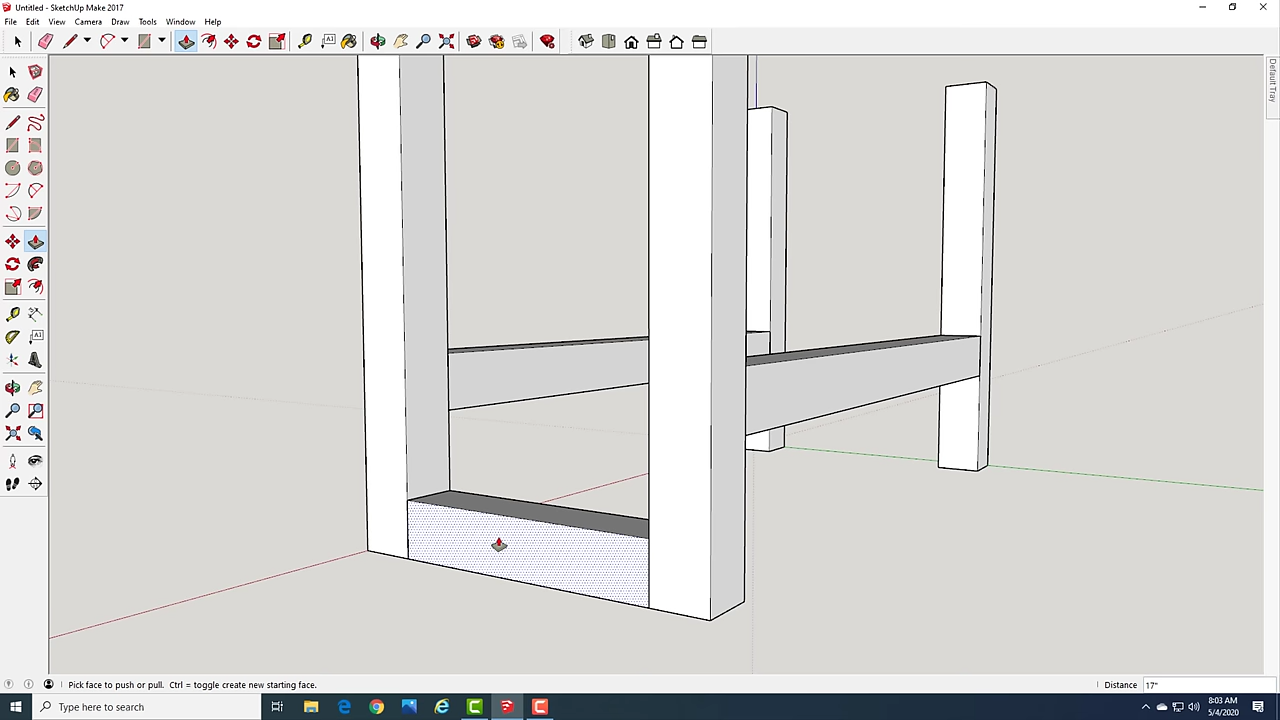 Untitled - SketchUp Make 2017
File Edit View Camera Draw Tools Window Help
A1
Default Tray
A1
Pick face to push or pull. Ctrl = toggle create new starting face.
Distance 17"
Type here to search
8:03 AM
5/4/2020